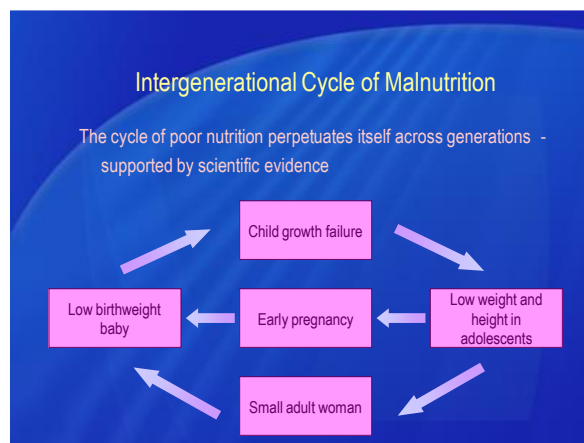 Intergenerational Cycle of Malnutrition
The cycle of poor nutrition perpetuates itself across generations -
supported by scientific evidence
Child growth failure
Low birthweight
baby
Early pregnancy
Low weight and
height in
adolescents
Small adult woman